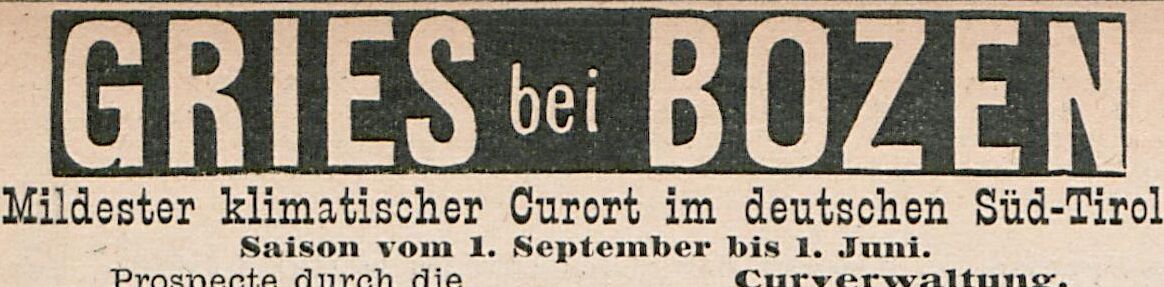 GRIES bei BOZEN
Mildester klimatischer Curort im deutschen Süd-Tirol
Saison vom 1. September bis 1. Juni.
Prospecte durch die Curverwaltung.